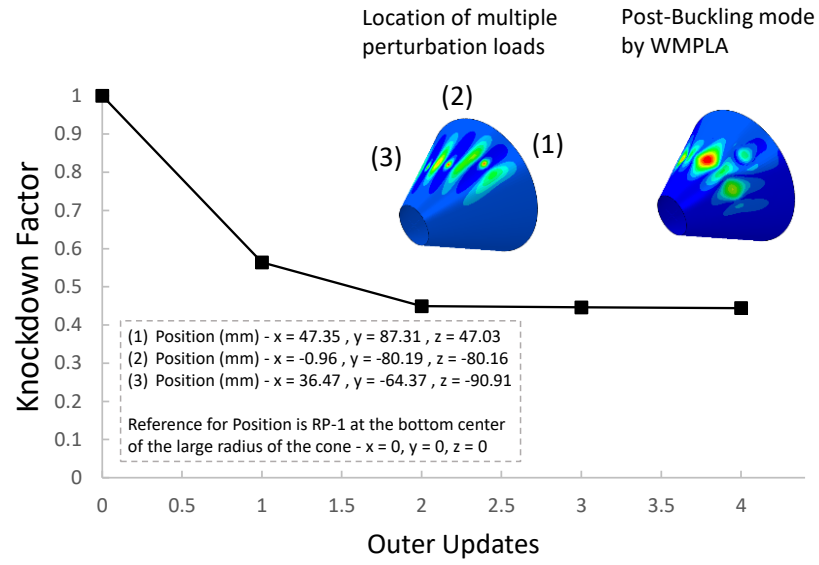 Location of multiple
perturbation loads
Post-Buckling mode
by WMPLA
(1)
(2)
(3)
Knockdown Factor
1
0.9
0.8
0.7
0.6
0.5
0.4
0.3
0.2
0.1
0
(1) Position (mm) - x = 47.35 , y = 87.31, z = 47.03
(2) Position (mm) - x = -0.96, y = -80.19, z = -80.16
(3) Position (mm) - x = 36.47 , y = -64.37, z = -90.91
Reference for Position is RP-1 at the bottom center
of the large radius of the cone - x = 0, y = 0, z = 0
0 0.5 1 1.5 2 2.5 3 3.5 4
Outer Updates